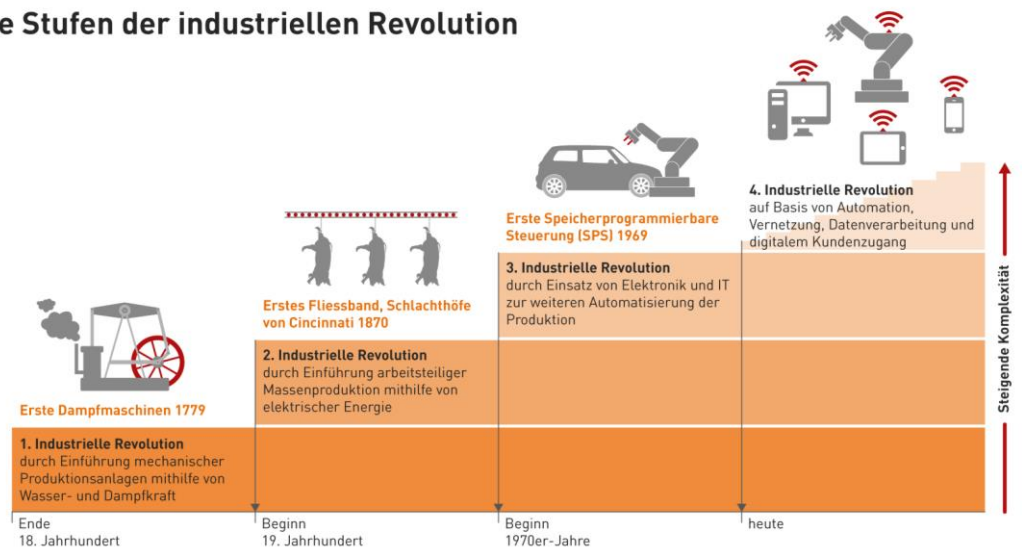 e Stufen der industriellen Revolution
4. Industrielle Revolution
auf Basis von Automation,
Vernetzung, Datenverarbeitung und
digitalem Kundenzugang
Erste Speicherprogrammierbare
Steuerung (SPS) 1969
3. Industrielle Revolution
durch Einsatz von Elektronik und IT
zur weiteren Automatisierung der
Produktion
Erstes Fliessband, Schlachthöfe
von Cincinnati 1870
2. Industrielle Revolution
durch Einführung arbeitsteiliger
Massenproduktion mithilfe von
elektrischer Energie
Erste Dampfmaschinen 1779
1. Industrielle Revolution
durch Einführung mechanischer
Produktionsanlagen mithilfe von
Wasser- und Dampfkraft
Steigende Komplexität
Ende
18. Jahrhundert
Beginn
19. Jahrhundert
Beginn
1970er-Jahre
heute